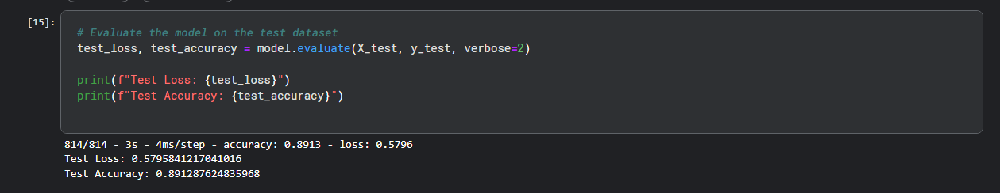 [15]:
# Evaluate the model on the test dataset
test_loss, test_accuracy = model.evaluate(X_test, y_test, verbose=2)
print(f"Test Loss: {test_loss}")
print(f"Test Accuracy: {test_accuracy}")
814/814 - 3s - 4ms/step - accuracy: 0.8913 - loss: 0.5796
Test Loss: 0.5795841217041016
Test Accuracy: 0.891287624835968